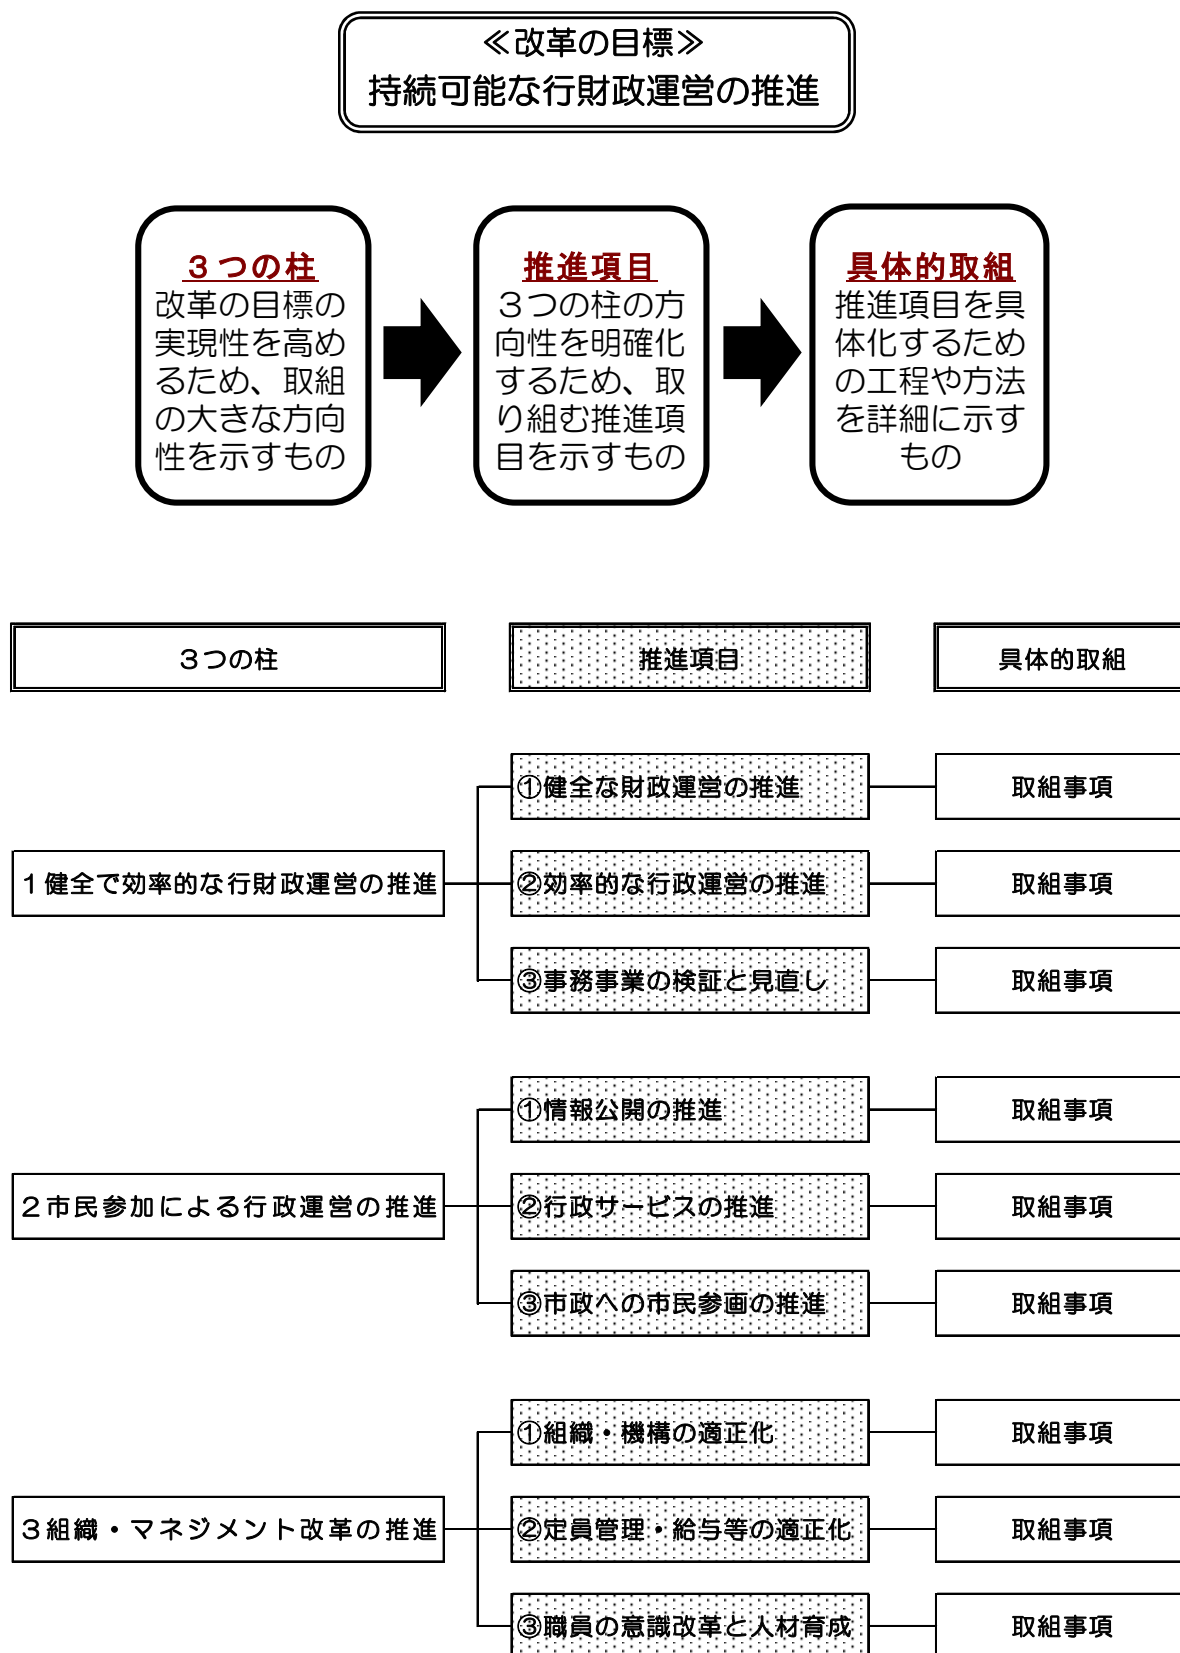 ≪改革の目標≫
持続可能な行財政運営の推進
３つの柱
改革の目標の
実現性を高め
るため、取組
の大きな方向
性を示すもの
推進項目
３つの柱の方
向性を明確化
するため、取
り組む推進項
目を示すもの
具体的取組
推進項目を具
体化するため
の工程や方法
を詳細に示す
もの
３つの柱
推進項目
具体的取組
①健全な財政運営の推進
取組事項
１健全で効率的な行財政運営の推進
②効率的な行政運営の推進
取組事項
③事務事業の検証と見直し
取組事項
①情報公開の推進
取組事項
２市民参加による行政運営の推進
②行政サービスの推進
取組事項
③市政への市民参画の推進
取組事項
①組織・機構の適正化
取組事項
３組織・マネジメント改革の推進
②定員管理・給与等の適正化
取組事項
③職員の意識改革と人材育成
取組事項